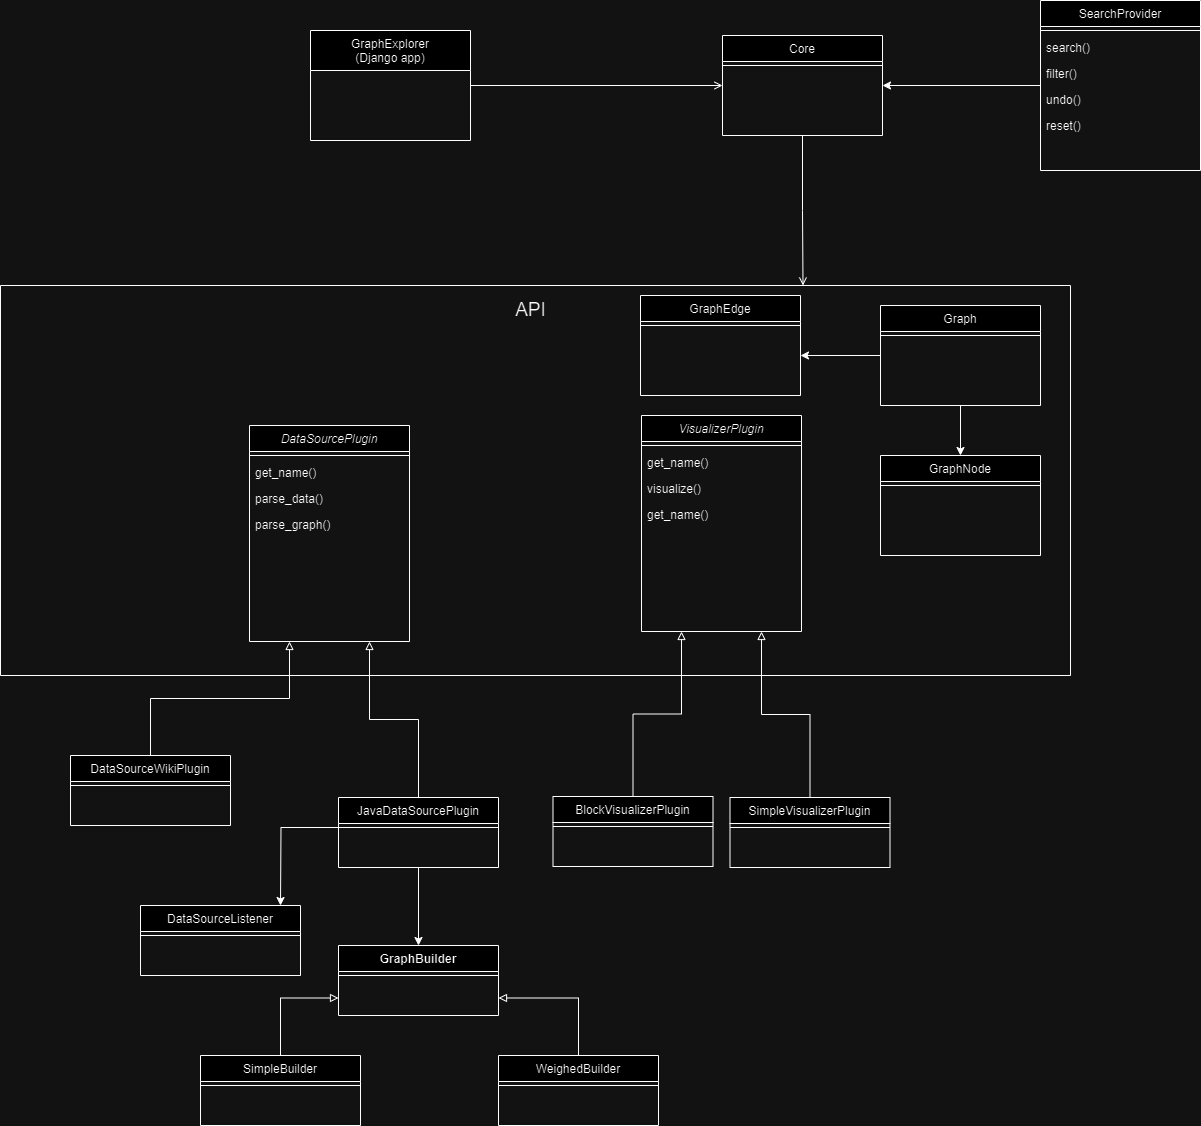 SearchProvider
search()
filter()
undo()
reset()
GraphExplorer
(Django app)
Core
API
GraphEdge
Graph
DataSourcePlugin
get_name()
parse_data()
parse_graph()
VisualizerPlugin
get_name()
visualize()
get_name()
GraphNode
DataSourceWikiPlugin
JavaDataSourcePlugin
BlockVisualizerPlugin
SimpleVisualizerPlugin
DataSourceListener
GraphBuilder
SimpleBuilder
WeighedBuilder